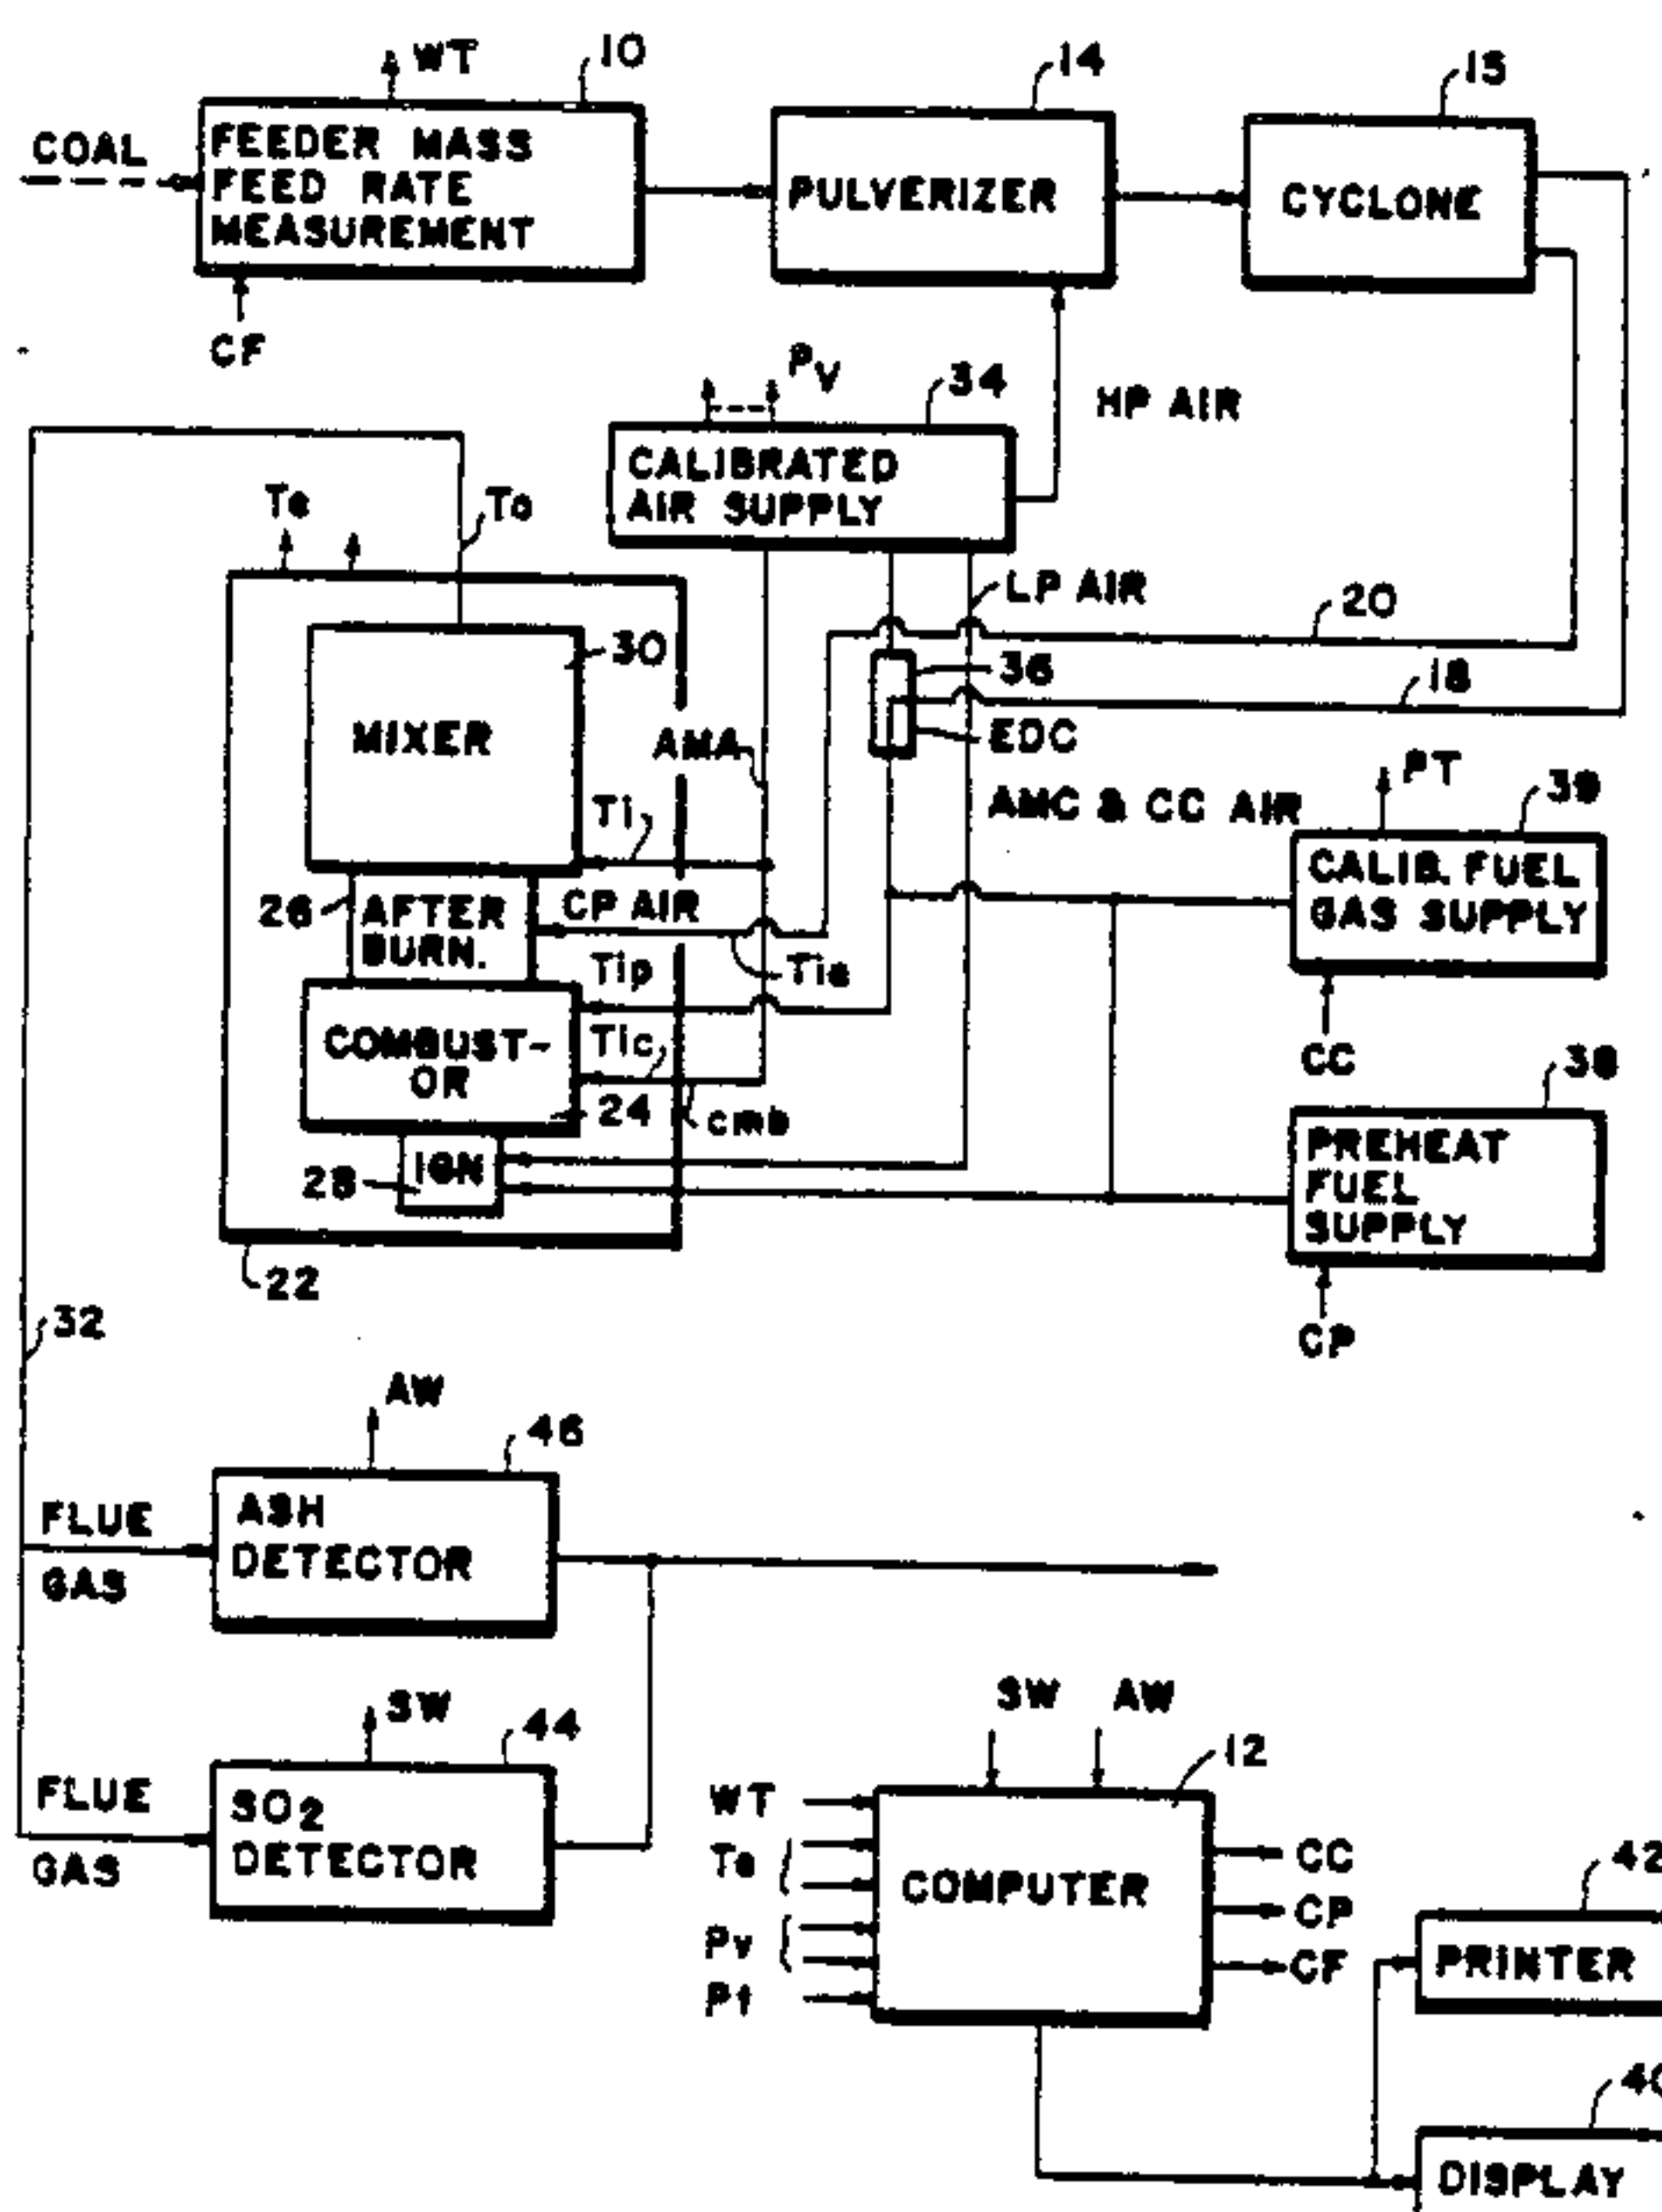 WT
10
14
15
COAL
FEEDER MASS
FEED RATE
MEASUREMENT
PULVERIZER
CYCLONE
CF
PV
34
HP AIR
CALIBRATED
AIR SUPPLY
Te
To
LP AIR
20
30
36
18
MIXER
AMA
EDC
PT
39
AMC & CC AIR
Ti
CALIB. FUEL
GAS SUPPLY
26
AFTER
BURN.
CP AIR
Tip
Tie
COMBUST-
OR
Tic
CC
38
24
cmb
PREHEAT
FUEL
SUPPLY
28
IGN
22
32
CP
AW
46
FLUE
GAS
ASH
DETECTOR
SW
44
SW AW
12
FLUE
GAS
SO2
DETECTOR
WT
Te
Pv
Pt
COMPUTER
CC
CP
CF
42
PRINTER
40
DISPLAY